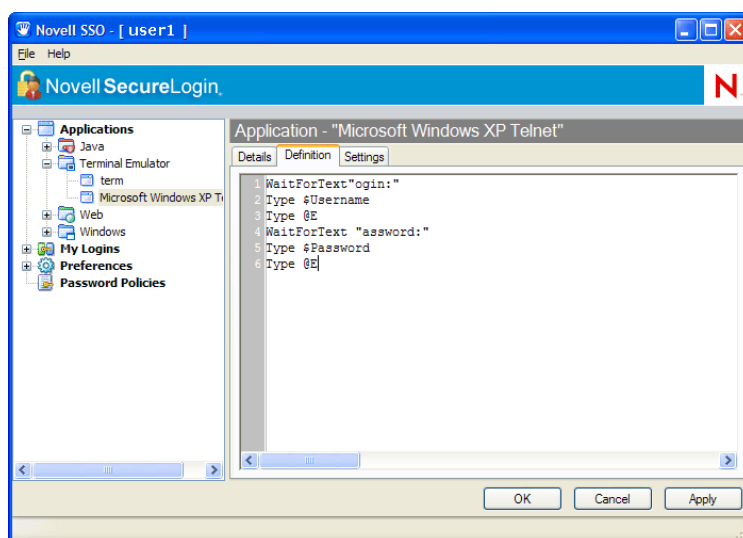 Novell SSO - [ user1 ]
File Help
Novell SecureLogin.
N
Applications
Java
Terminal Emulator
term
Microsoft Windows XP Te
Web
Windows
My Logins
Preferences
Password Policies
Application - "Microsoft Windows XP Telnet"
Details Definition Settings
1 WaitForText"ogin:"
2 Type $Username
3 Type @E
4 WaitForText "assword:"
5 Type $Password
6 Type @E
OK Cancel Apply